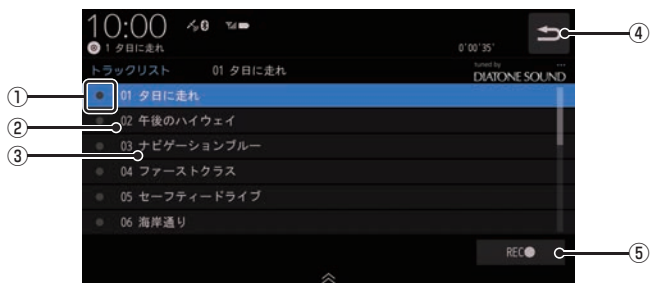 10:00
1 夕日に走れ
0'00'35"
トラックリスト 01 夕日に走れ
tuned by
DIATONE SOUND
01 夕日に走れ
02 午後のハイウェイ
03 ナビゲーションブルー
04 ファーストクラス
05 セーフティードライブ
06 海岸通り
REC●
①
②
③
④
⑤